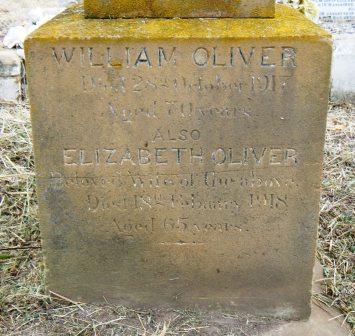 WILLIAM OLIVER
Died 28th October 1917
Aged 70 years.
ALSO
ELIZABETH OLIVER
Beloved Wife of the above.
Died 18th February 1918
Aged 65 years.